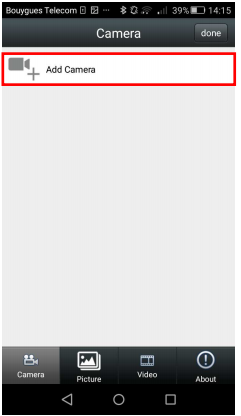 Bouygues Telecom 39% 14:15
Camera done
Add Camera
Camera Picture Video About